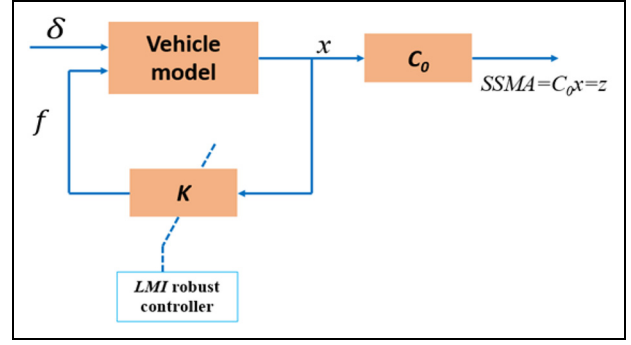 δ
Vehicle
model
x
C₀
SSMA=C₀x=z
f
K
LMI robust
controller